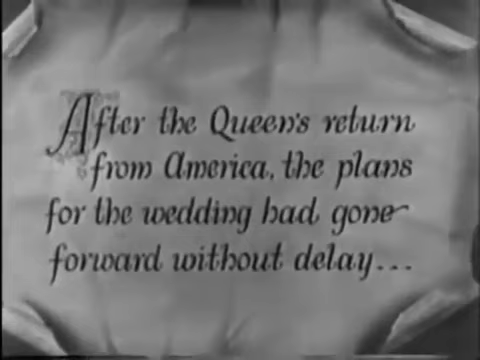 After the Queen's return
from America, the plans
for the wedding had gone
forward without delay...